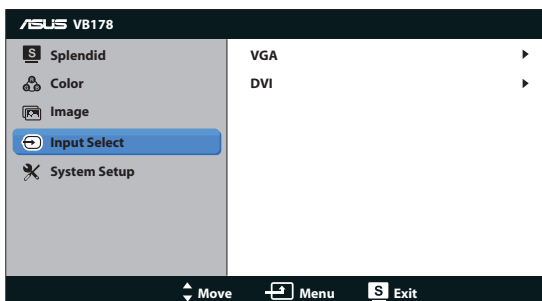 ASUS VB178
S Splendid
Color
Image
Input Select
System Setup
VGA
DVI
Move Menu S Exit